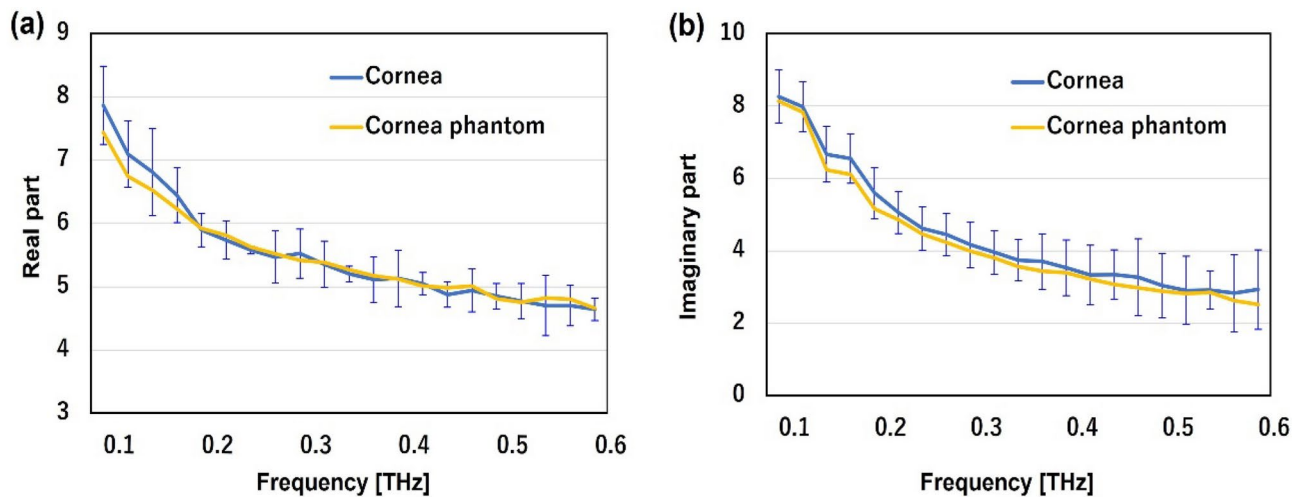 (a)
9
8
7
6
5
4
3
Real part
Cornea
Cornea phantom
0.1 0.2 0.3 0.4 0.5 0.6
Frequency [THz]
(b)
10
8
6
4
2
0
Imaginary part
Cornea
Cornea phantom
0.1 0.2 0.3 0.4 0.5 0.6
Frequency [THz]